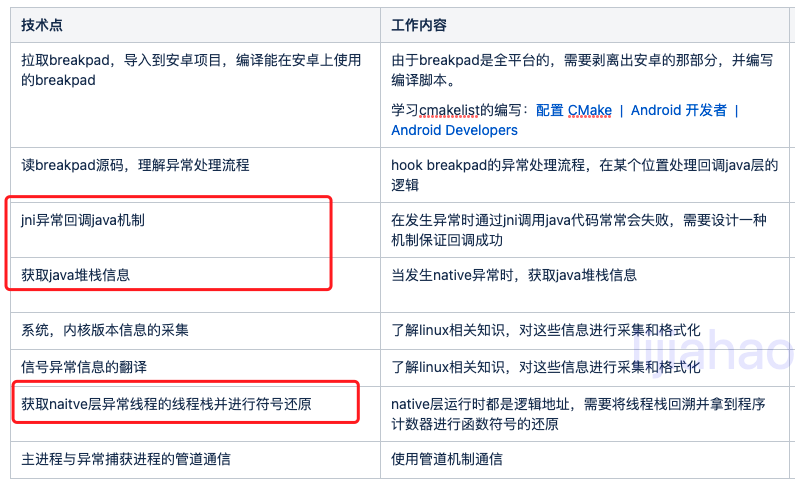 技术点
工作内容
拉取breakpad，导入到安卓项目，编译能在安卓上使用
的breakpad
由于breakpad是全平台的，需要剥离出安卓的那部分，并编写
编译脚本。
学习cmakelist的编写：配置 CMake | Android 开发者 |
Android Developers
读breakpad源码，理解异常处理流程
hook breakpad的异常处理流程，在某个位置处理回调java层的
逻辑
jni异常回调java机制
在发生异常时通过jni调用java代码常常会失败，需要设计一种
机制保证回调成功
获取java堆栈信息
当发生native异常时，获取java堆栈信息
系统，内核版本信息的采集
了解linux相关知识，对这些信息进行采集和格式化
信号异常信息的翻译
了解linux相关知识，对这些信息进行采集和格式化
获取naitve层异常线程的线程栈并进行符号还原
native层运行时都是逻辑地址，需要将线程栈回溯并拿到程序
计数器进行函数符号的还原
主进程与异常捕获进程的管道通信
使用管道机制通信
lijiahao